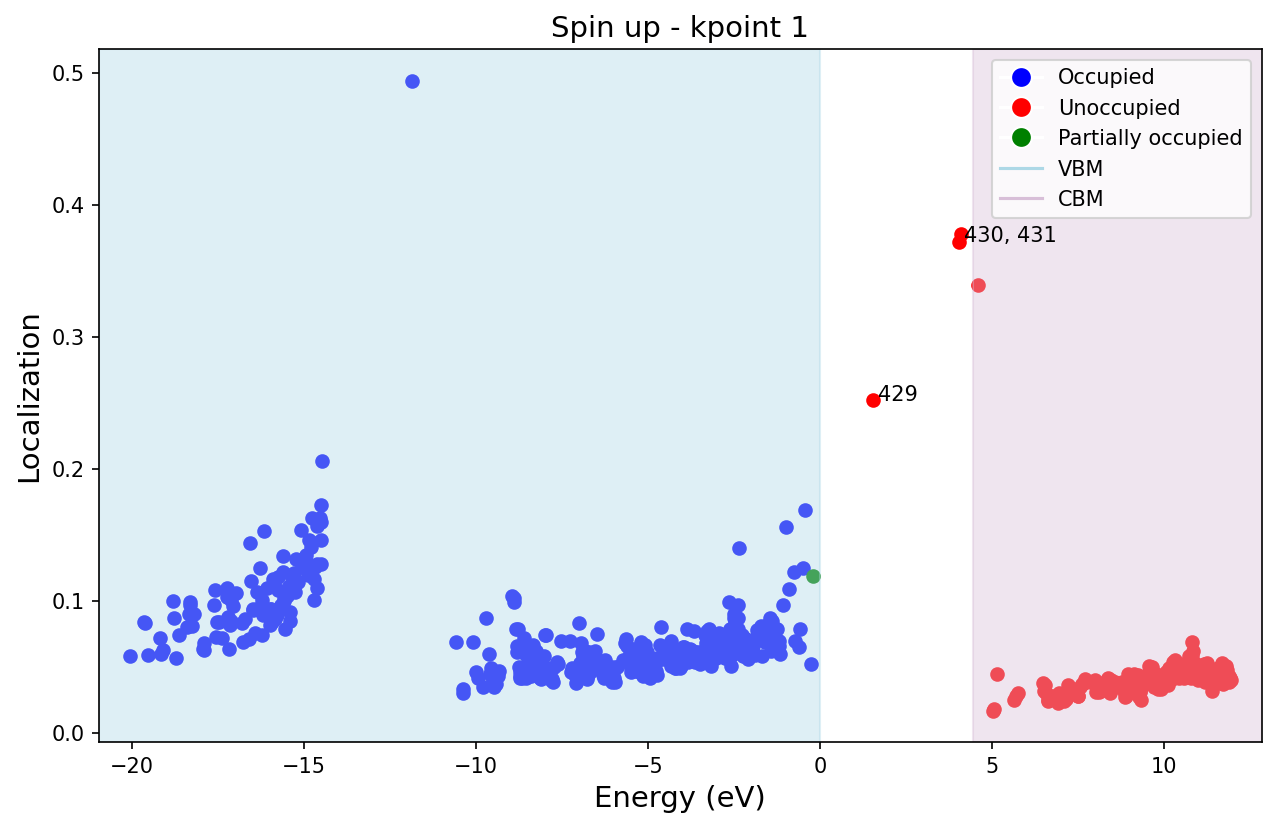 Spin up - kpoint 1
Localization
0.5
0.4
0.3
0.2
0.1
0.0
Occupied
Unoccupied
Partially occupied
VBM
CBM
430, 431
429
−20
−15
−10
−5
0
5
10
Energy (eV)